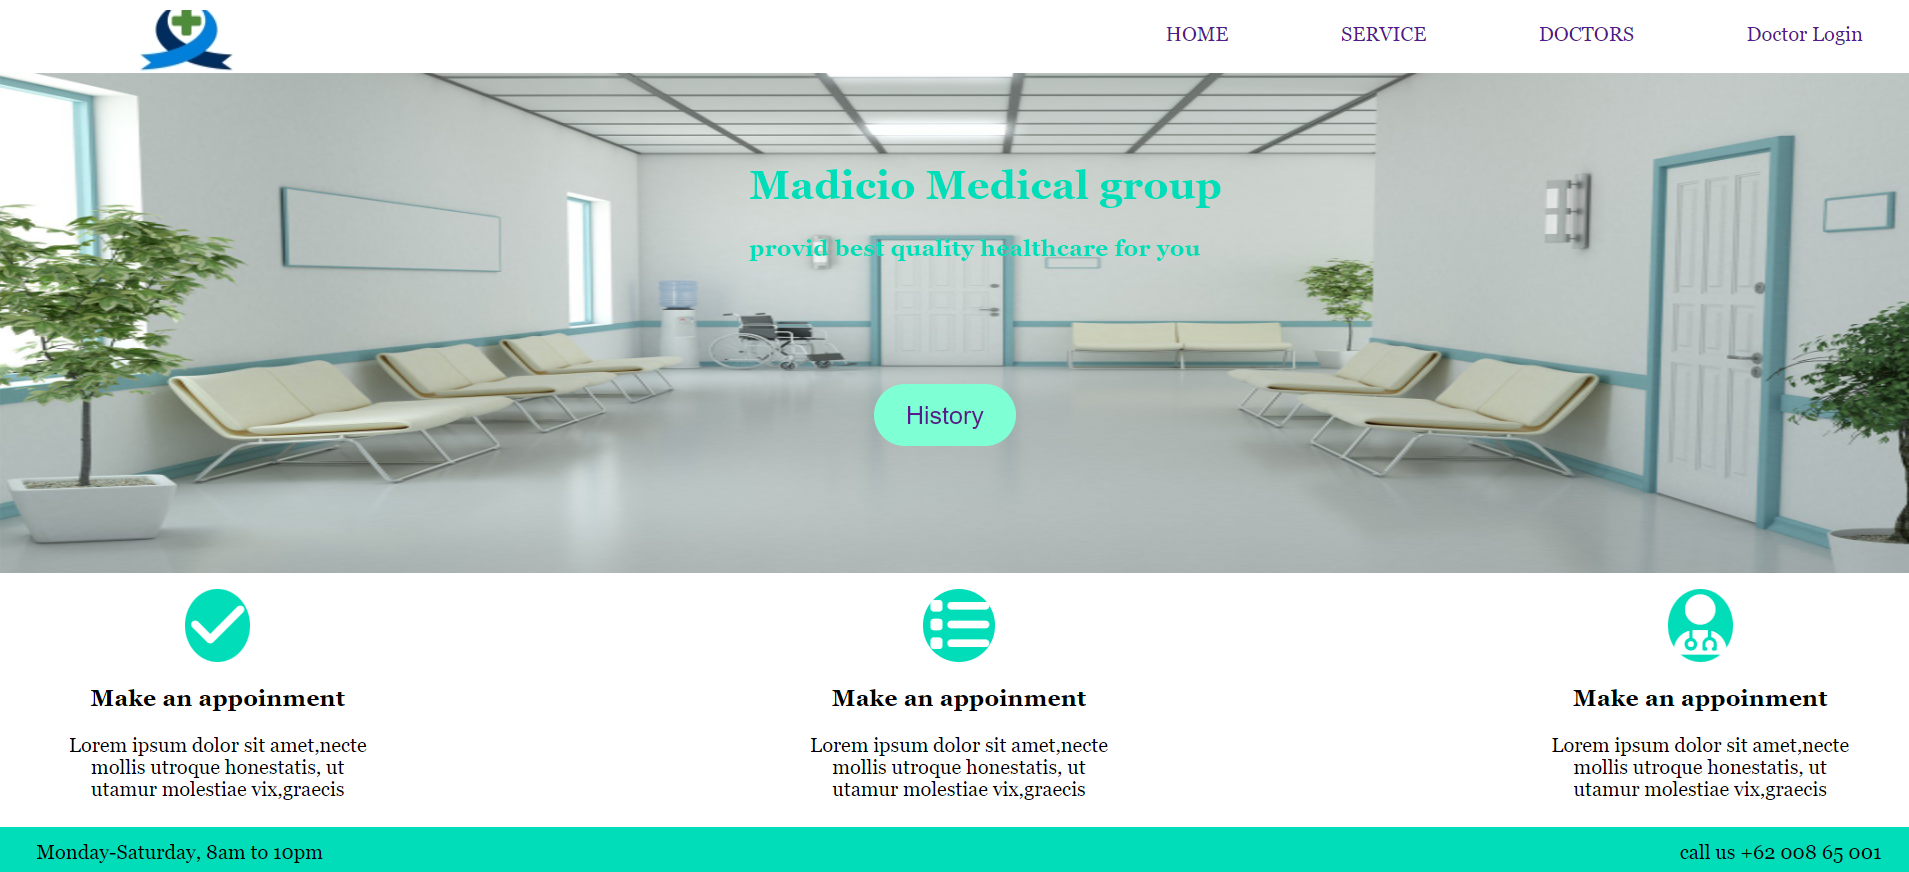 HOME SERVICE DOCTORS Doctor Login
Madicio Medical group
provid best quality healthcare for you
History
Make an appoinment
Lorem ipsum dolor sit amet,necte
mollis utroque honestatis, ut
utamur molestiae vix,graecis
Make an appoinment
Lorem ipsum dolor sit amet,necte
mollis utroque honestatis, ut
utamur molestiae vix,graecis
Make an appoinment
Lorem ipsum dolor sit amet,necte
mollis utroque honestatis, ut
utamur molestiae vix,graecis
Monday-Saturday, 8am to 10pm
call us +62 008 65 001